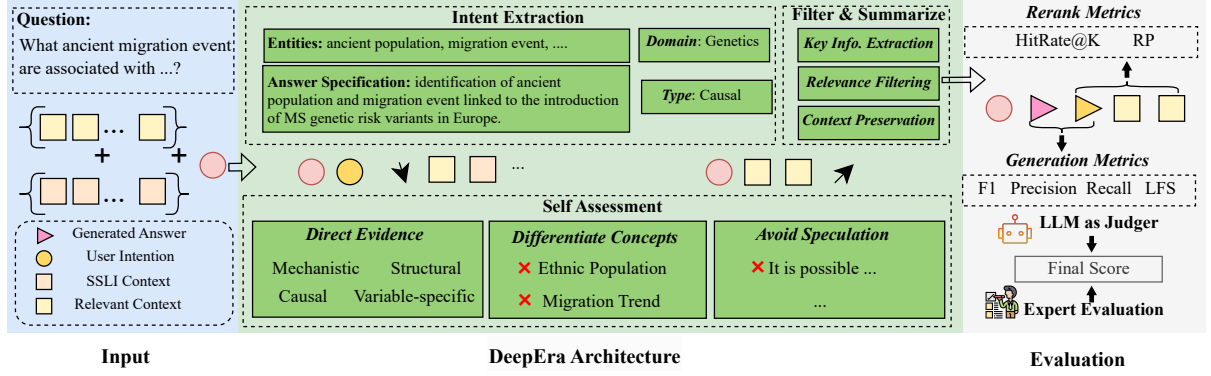 Question:
What ancient migration event
are associated with ...?
...
+
+
...
Generated Answer
User Intention
SSLI Context
Relevant Context
Input
Intent Extraction
Entities: ancient population, migration event, ....
Domain: Genetics
Answer Specification: identification of ancient
population and migration event linked to the introduction
of MS genetic risk variants in Europe.
Type: Causal
Filter & Summarize
Key Info. Extraction
Relevance Filtering
Context Preservation
...
Self Assessment
Direct Evidence
Mechanistic Structural
Causal Variable-specific
Differentiate Concepts
Ethnic Population
Migration Trend
Avoid Speculation
It is possible ...
...
DeepEra Architecture
Rerank Metrics
HitRate@K RP
Generation Metrics
F1 Precision Recall LFS
LLM as Judger
Final Score
Expert Evaluation
Evaluation